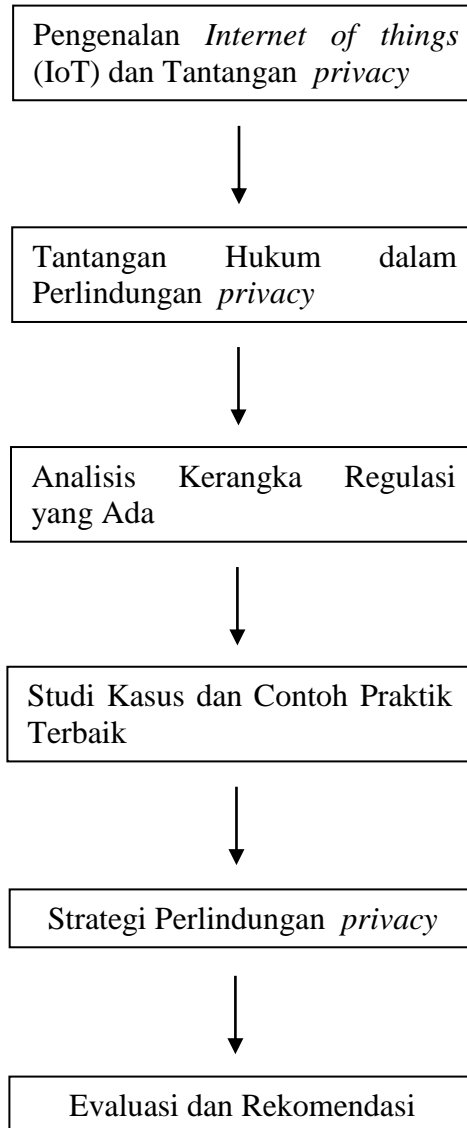 Pengenalan Internet of things
(IoT) dan Tantangan privacy
Tantangan Hukum dalam
Perlindungan privacy
Analisis Kerangka Regulasi
yang Ada
Studi Kasus dan Contoh Praktik
Terbaik
Strategi Perlindungan privacy
Evaluasi dan Rekomendasi